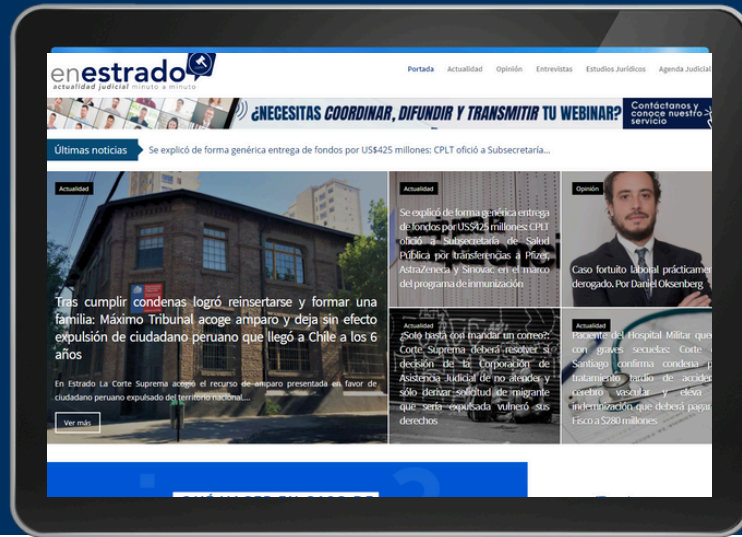 enestrado
actualidad judicial minuto a minuto
Portada Actualidad Opinión Entrevistas Estudios Jurídicos Agenda Judicial
¿NECESITAS COORDINAR, DIFUNDIR Y TRANSMITIR TU WEBINAR?
Contáctanos y
conoce nuestro
servicio
Últimas noticias
Se explicó de forma genérica entrega de fondos por US$425 millones: CPLT ofició a Subsecretaría...
Actualidad
Tras cumplir condenas logró reinsertarse y formar una
familia: Máximo Tribunal acoge amparo y deja sin efecto
expulsión de ciudadano peruano que llegó a Chile a los 6
años
En Estrado La Corte Suprema acogió el recurso de amparo presentada en favor de
ciudadano peruano expulsado del territorio nacional....
Ver más
Actualidad
Se explicó de forma genérica entrega
de fondos por US$425 millones: CPLT
ofició a Subsecretaría de Salud
Pública por transferencias a Pfizer,
AstraZeneca y Sinovac en el marco
del programa de inmunización
Opinión
Caso fortuito laboral prácticamen
derogado. Por Daniel Oksenberg
Actualidad
¿Solo basta con mandar un correo?:
Corte Suprema deberá resolver si
decisión de la Corporación de
Asistencia Judicial de no atender y
sólo derivar solicitud de migrante
que sería expulsada vulneró sus
derechos
Actualidad
Paciente del Hospital Militar que
con graves secuelas: Corte
Santiago confirma condena p
tratamiento tardío de acciden
cerebro vascular y eleva
indemnización que deberá pagar
Fisco a $280 millones